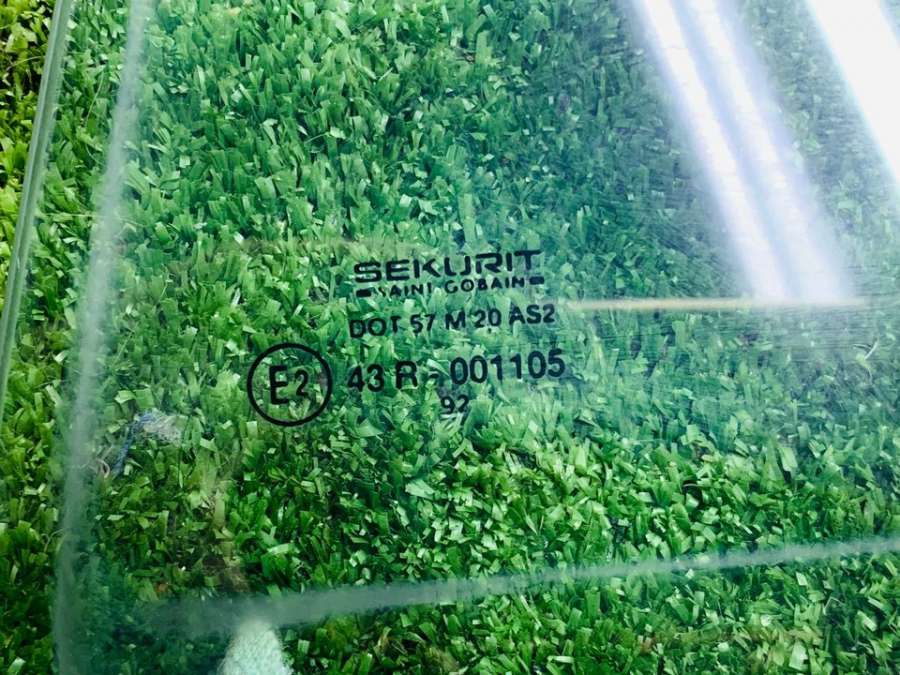 SEKURIT
SAINT GOBAIN
DOT 57 M 20 AS2
E2 43 R - 001105
92